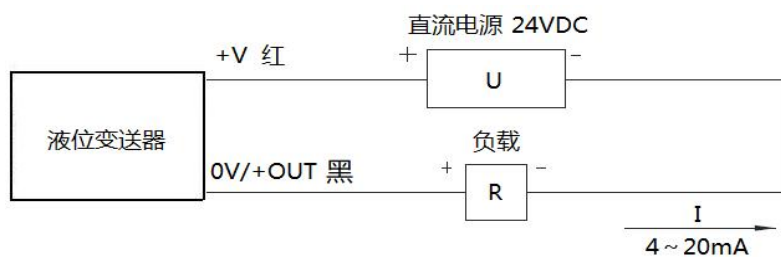 直流电源 24VDC
+V 红
+
−
U
液位变送器
负载
0V/+OUT 黑
+
−
R
I
4～20mA